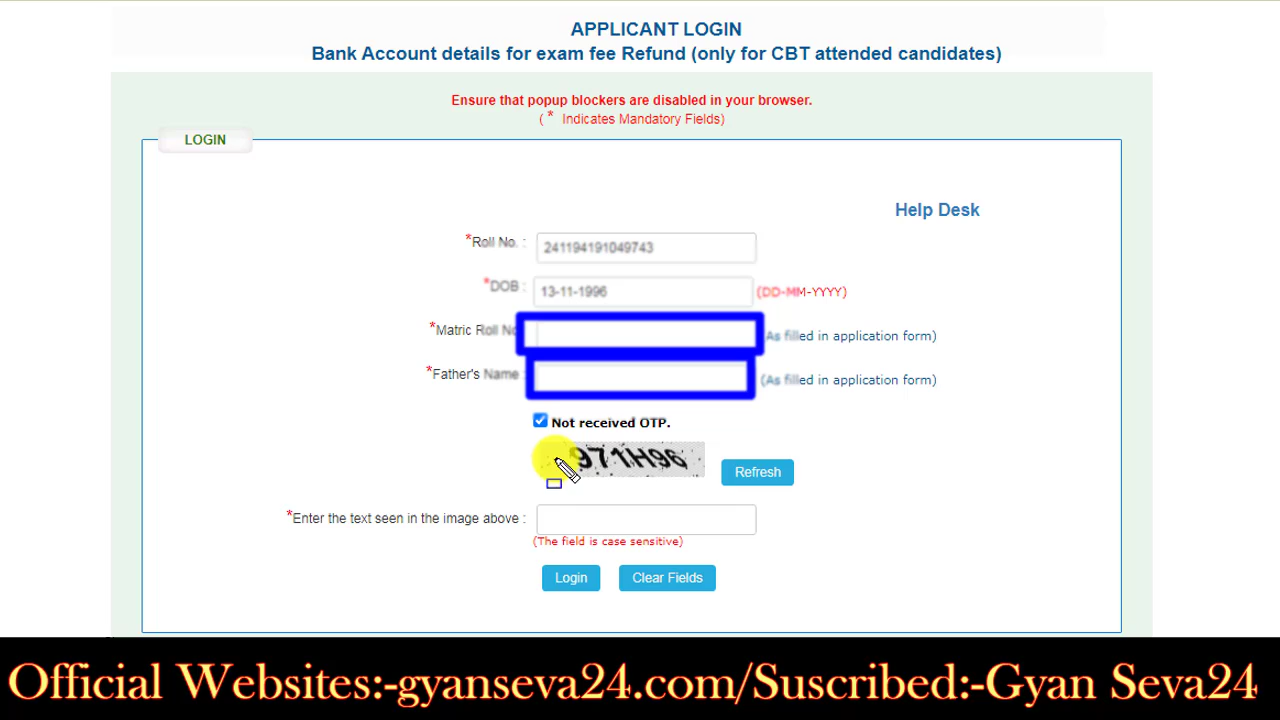 APPLICANT LOGIN
Bank Account details for exam fee Refund (only for CBT attended candidates)
Ensure that popup blockers are disabled in your browser.
( * Indicates Mandatory Fields)
LOGIN
Help Desk
*Roll No. : 241194191049743
*DOB : 13-11-1996 (DD-MM-YYYY)
*Matric Roll No As filled in application form)
*Father's Name : (As filled in application form)
Not received OTP.
971H96
Refresh
*Enter the text seen in the image above :
(The field is case sensitive)
Login Clear Fields
Official Websites:-gyanseva24.com/Suscribed:-Gyan Seva24